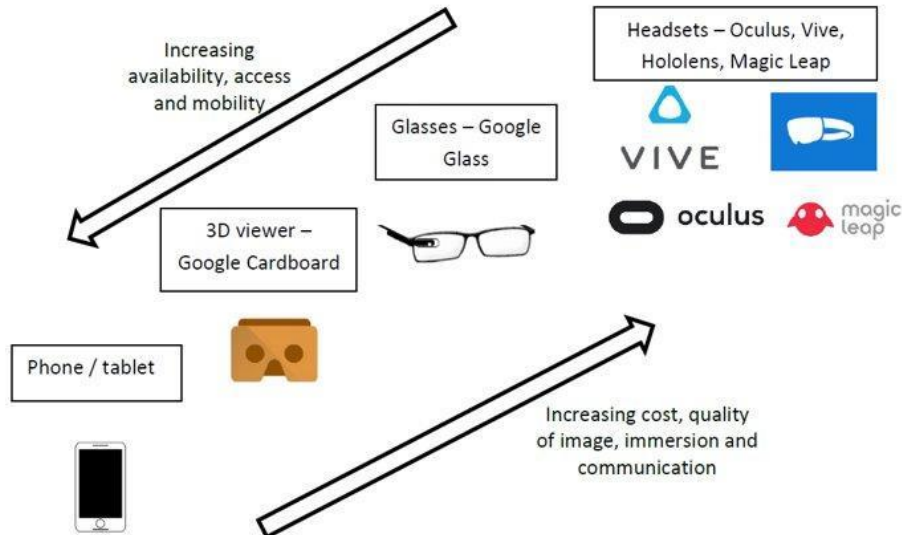 Increasing
availability, access
and mobility
Headsets – Oculus, Vive,
Hololens, Magic Leap
VIVE
oculus
magic
leap
Glasses – Google
Glass
3D viewer –
Google Cardboard
Phone / tablet
Increasing cost, quality
of image, immersion and
communication